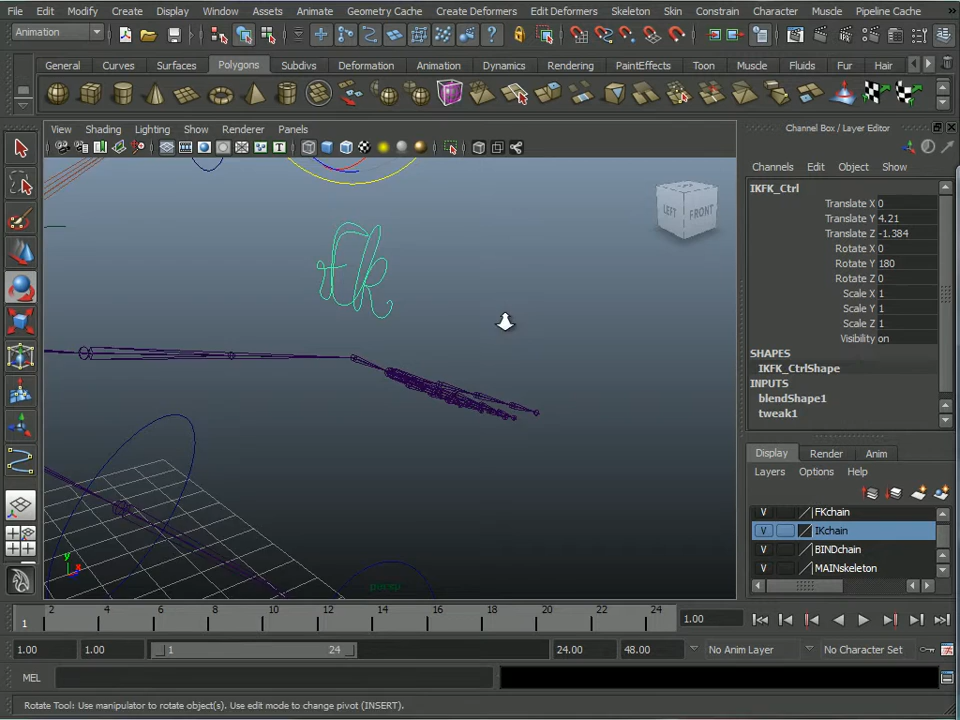 File Edit Modify Create Display Window Assets Animate Geometry Cache Create Deformers Edit Deformers Skeleton Skin Constrain Character Muscle Pipeline Cache »
Animation
General Curves Surfaces Polygons Subdivs Deformation Animation Dynamics Rendering PaintEffects Toon Muscle Fluids Fur Hair
View Shading Lighting Show Renderer Panels
Channel Box / Layer Editor
Channels Edit Object Show
IKFK_Ctrl
Translate X 0
Translate Y 4.21
Translate Z -1.384
Rotate X 0
Rotate Y 180
Rotate Z 0
Scale X 1
Scale Y 1
Scale Z 1
Visibility on
SHAPES
IKFK_CtrlShape
INPUTS
blendShape1
tweak1
LEFT FRONT
Display Render Anim
Layers Options Help
V FKchain
V IKchain
V BINDchain
V MAINskeleton
y
x
persp
1 2 4 6 8 10 12 14 16 18 20 22 24
1.00
1.00 1.00 1 24 24.00 48.00 No Anim Layer No Character Set
MEL
Rotate Tool: Use manipulator to rotate object(s). Use edit mode to change pivot (INSERT).